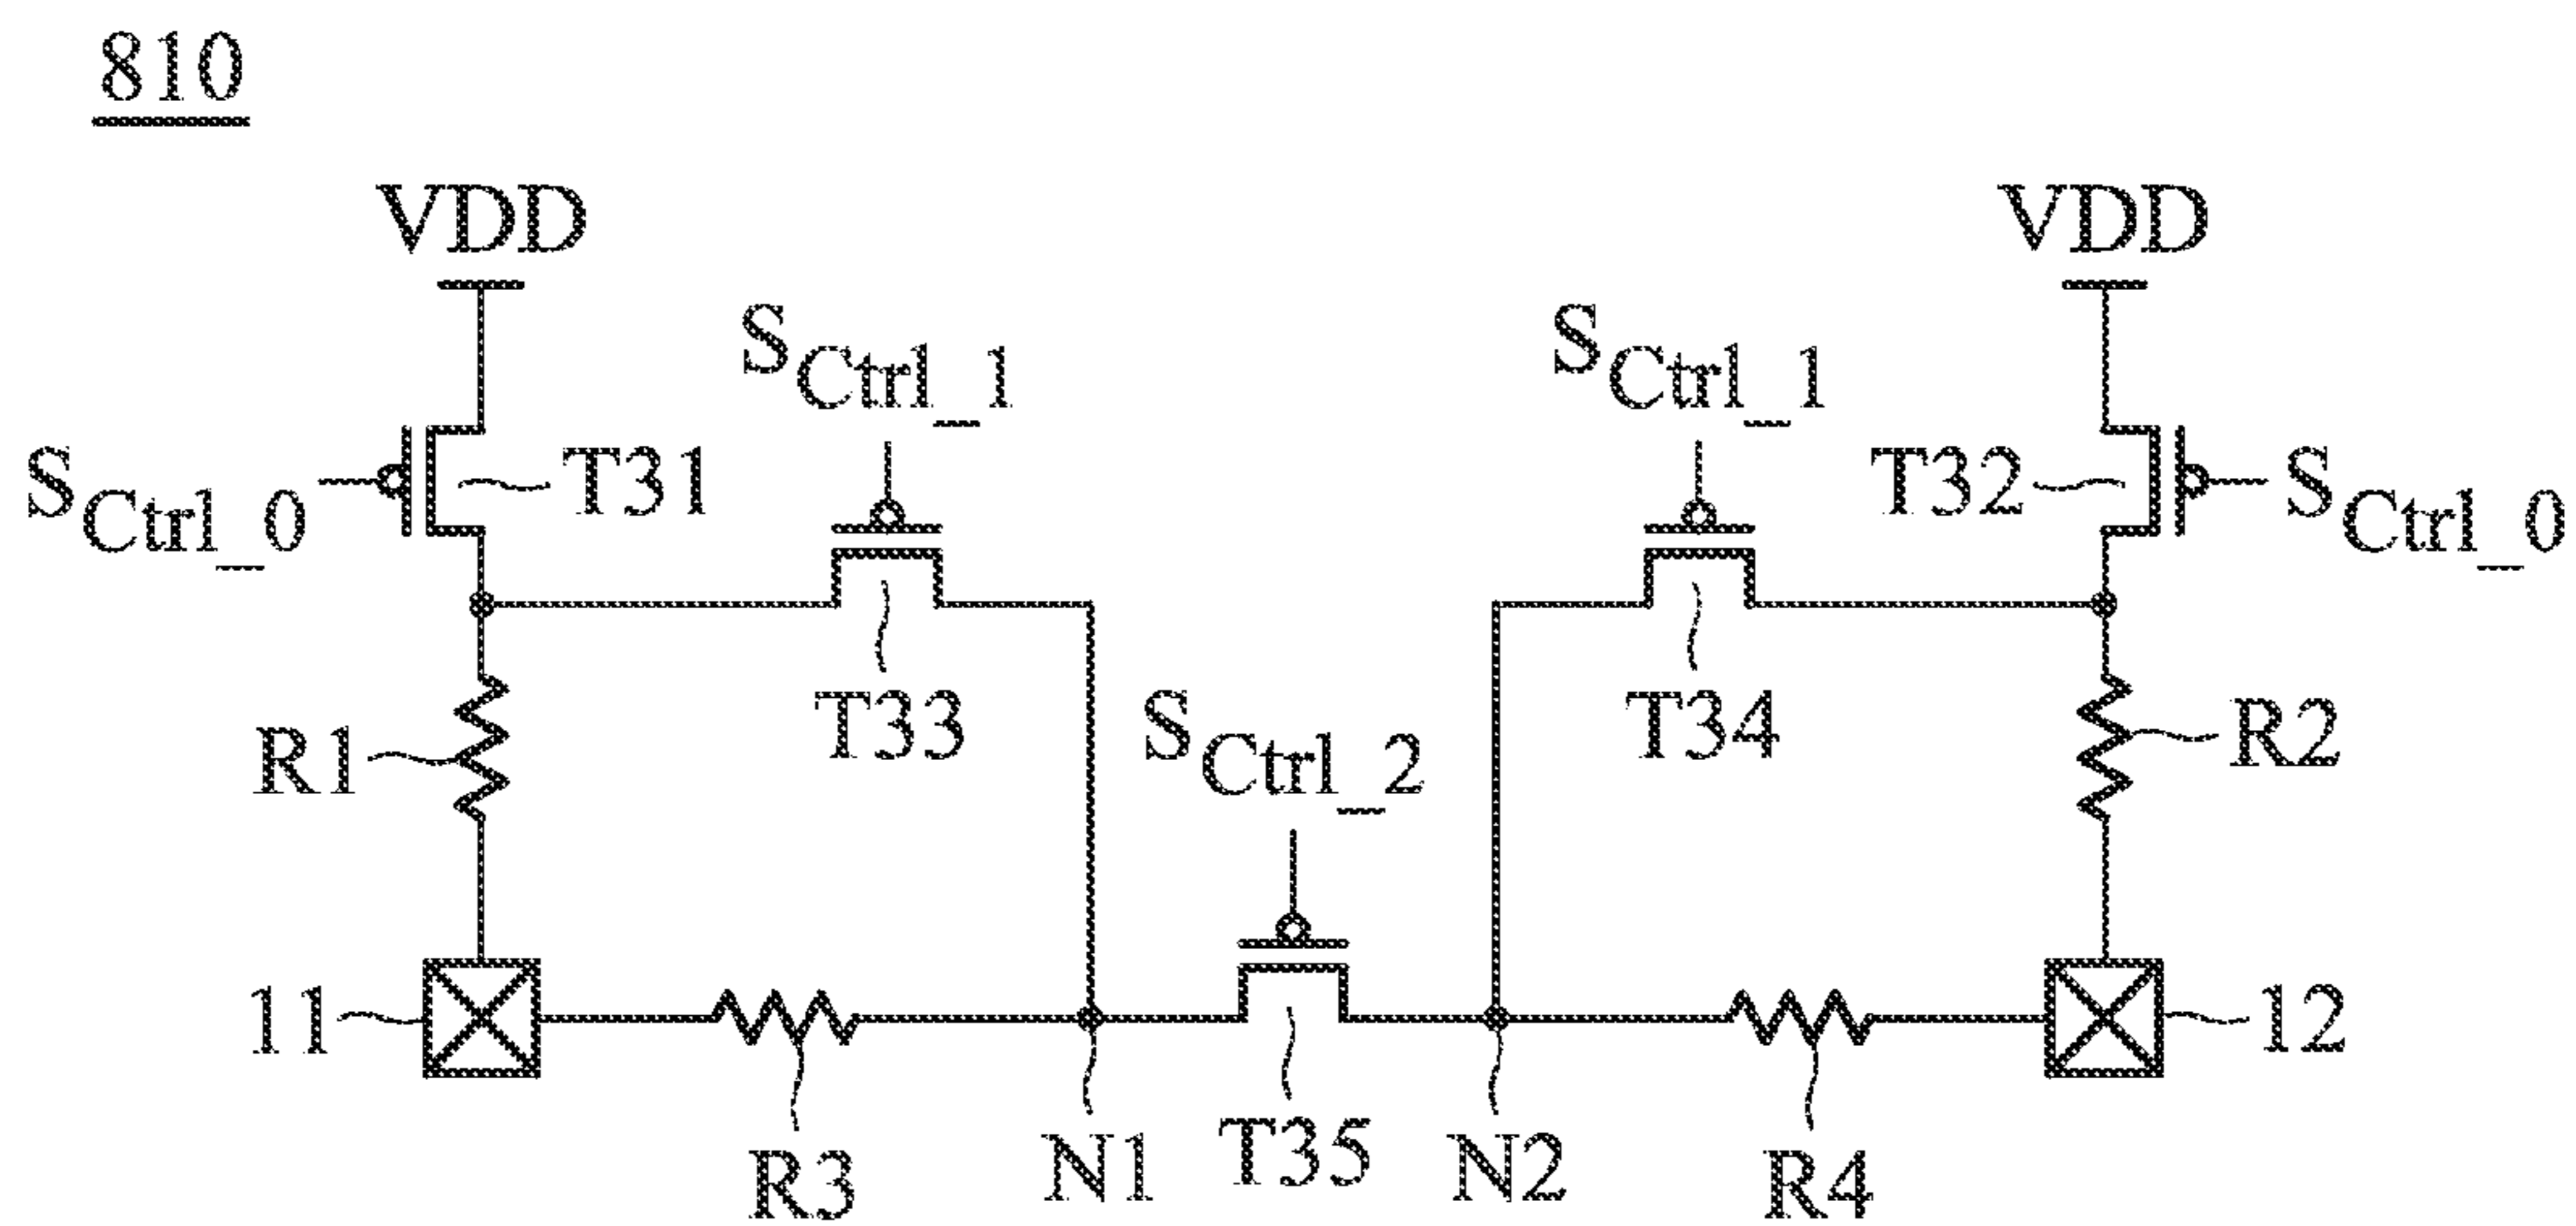 810
VDD VDD
SCtrl_1 SCtrl_1
SCtrl_0 T31 T32 SCtrl_0
T33 T34
R1 SCtrl_2 R2
11 12
R3 N1 T35 N2 R4